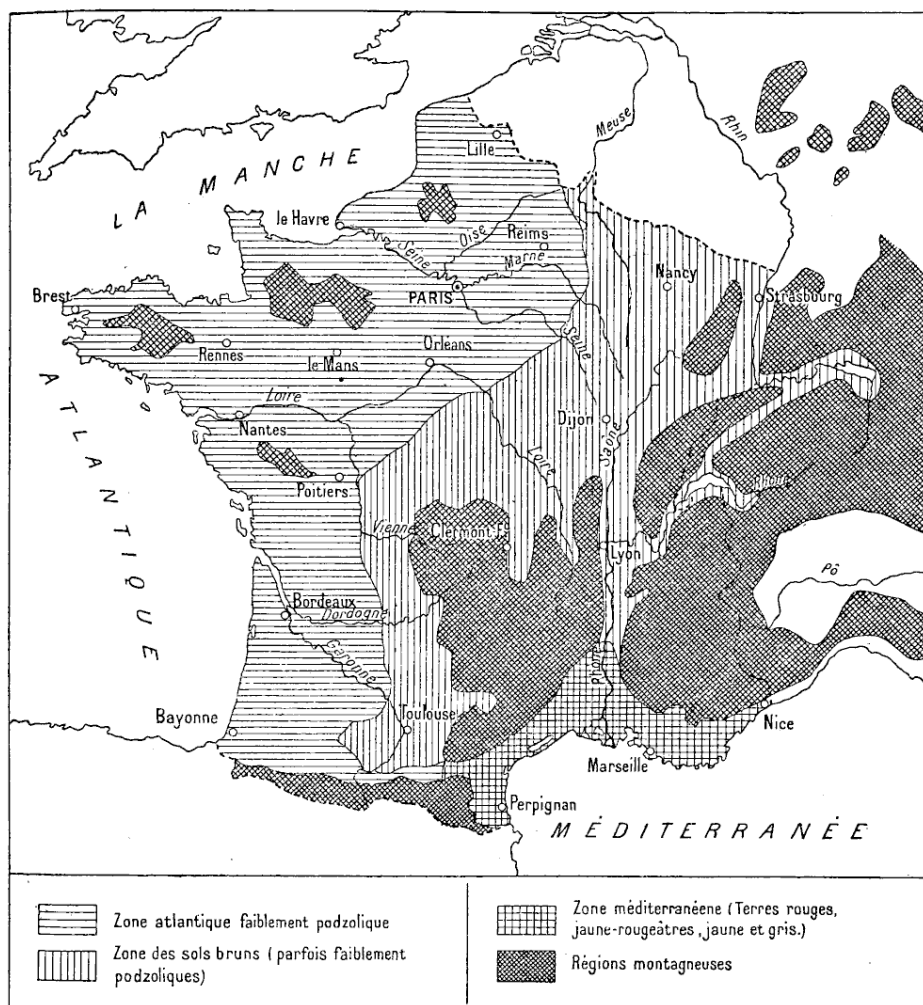 LA MANCHE
Lille
Meuse
Rhin
le Havre
Seine
Oise
Reims
Marne
PARIS
Nancy
Strasbourg
Brest
Rennes
le Mans
Orléans
Seine
Loire
Nantes
Dijon
Saône
Loire
Poitiers
Rhône
Vienne
Clermont-F.
Lyon
Pô
ATLANTIQUE
Bordeaux
Dordogne
Garonne
Rhône
Bayonne
Toulouse
Nice
Marseille
Perpignan
MÉDITERRANÉE
Zone atlantique faiblement podzolique
Zone des sols bruns (parfois faiblement
podzoliques)
Zone méditerranéene (Terres rouges,
jaune-rougeâtres, jaune et gris.)
Régions montagneuses